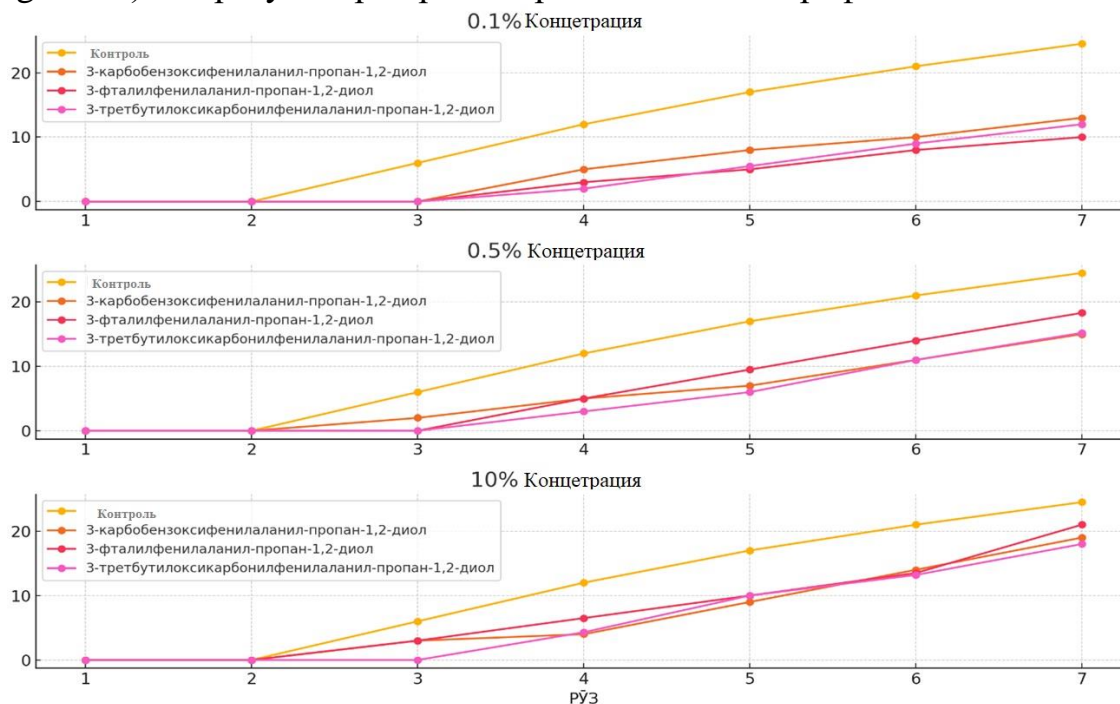 0.1% Концетрация
Контроль
3-карбобензоксифенилаланил-пропан-1,2-диол
3-фталилфенилаланил-пропан-1,2-диол
3-третбутилоксикарбонилфенилаланил-пропан-1,2-диол
20
10
0
1 2 3 4 5 6 7
0.5% Концетрация
Контроль
3-карбобензоксифенилаланил-пропан-1,2-диол
3-фталилфенилаланил-пропан-1,2-диол
3-третбутилоксикарбонилфенилаланил-пропан-1,2-диол
20
10
0
1 2 3 4 5 6 7
10% Концетрация
Контроль
3-карбобензоксифенилаланил-пропан-1,2-диол
3-фталилфенилаланил-пропан-1,2-диол
3-третбутилоксикарбонилфенилаланил-пропан-1,2-диол
20
10
0
1 2 3 4 5 6 7
РӮЗ